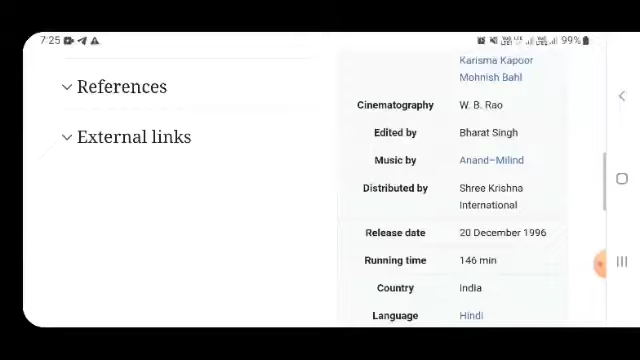 7:25 99%
References
External links
Karisma Kapoor
Mohnish Bahl
Cinematography W. B. Rao
Edited by Bharat Singh
Music by Anand–Milind
Distributed by Shree Krishna
International
Release date 20 December 1996
Running time 146 min
Country India
Language Hindi